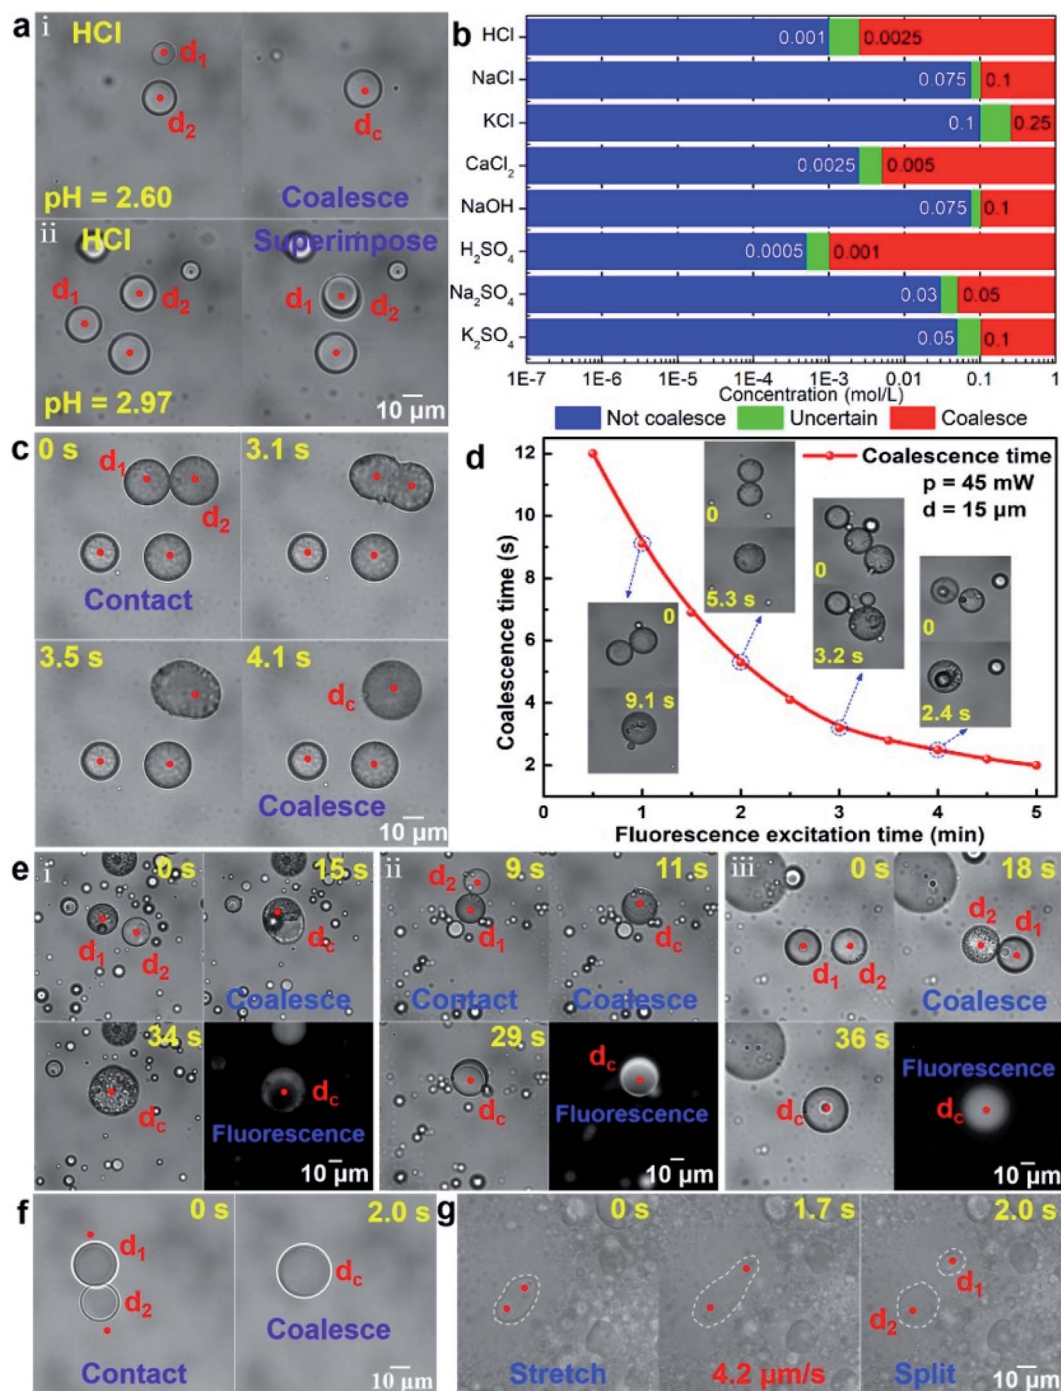 a
i
HCl
d1
d2
dc
pH = 2.60
Coalesce
ii
HCl
Superimpose
d1
d2
d1
d2
pH = 2.97
10 µm
b
HCl
0.001
0.0025
NaCl
0.075
0.1
KCl
0.1
0.25
CaCl2
0.0025
0.005
NaOH
0.075
0.1
H2SO4
0.0005
0.001
Na2SO4
0.03
0.05
K2SO4
0.05
0.1
1E-7 1E-6 1E-5 1E-4 1E-3 0.01 0.1 1
Concentration (mol/L)
Not coalesce Uncertain Coalesce
c
0 s
d1
d2
Contact
3.1 s
3.5 s
4.1 s
dc
Coalesce
10 µm
d
Coalescence time
p = 45 mW
d = 15 µm
Coalescence time (s)
12
10
8
6
4
2
0
9.1 s
0
5.3 s
0
3.2 s
0
2.4 s
0 1 2 3 4 5
Fluorescence excitation time (min)
e
i
0 s
d1
d2
15 s
dc
Coalesce
34 s
dc
dc
Fluorescence
10 µm
ii
9 s
d2
d1
Contact
11 s
dc
Coalesce
29 s
dc
dc
Fluorescence
10 µm
iii
0 s
d1
d2
18 s
d2
d1
Coalesce
36 s
dc
Fluorescence
dc
10 µm
f
0 s
d1
d2
Contact
2.0 s
dc
Coalesce
10 µm
g
0 s
Stretch
1.7 s
4.2 µm/s
2.0 s
d1
d2
Split
10 µm